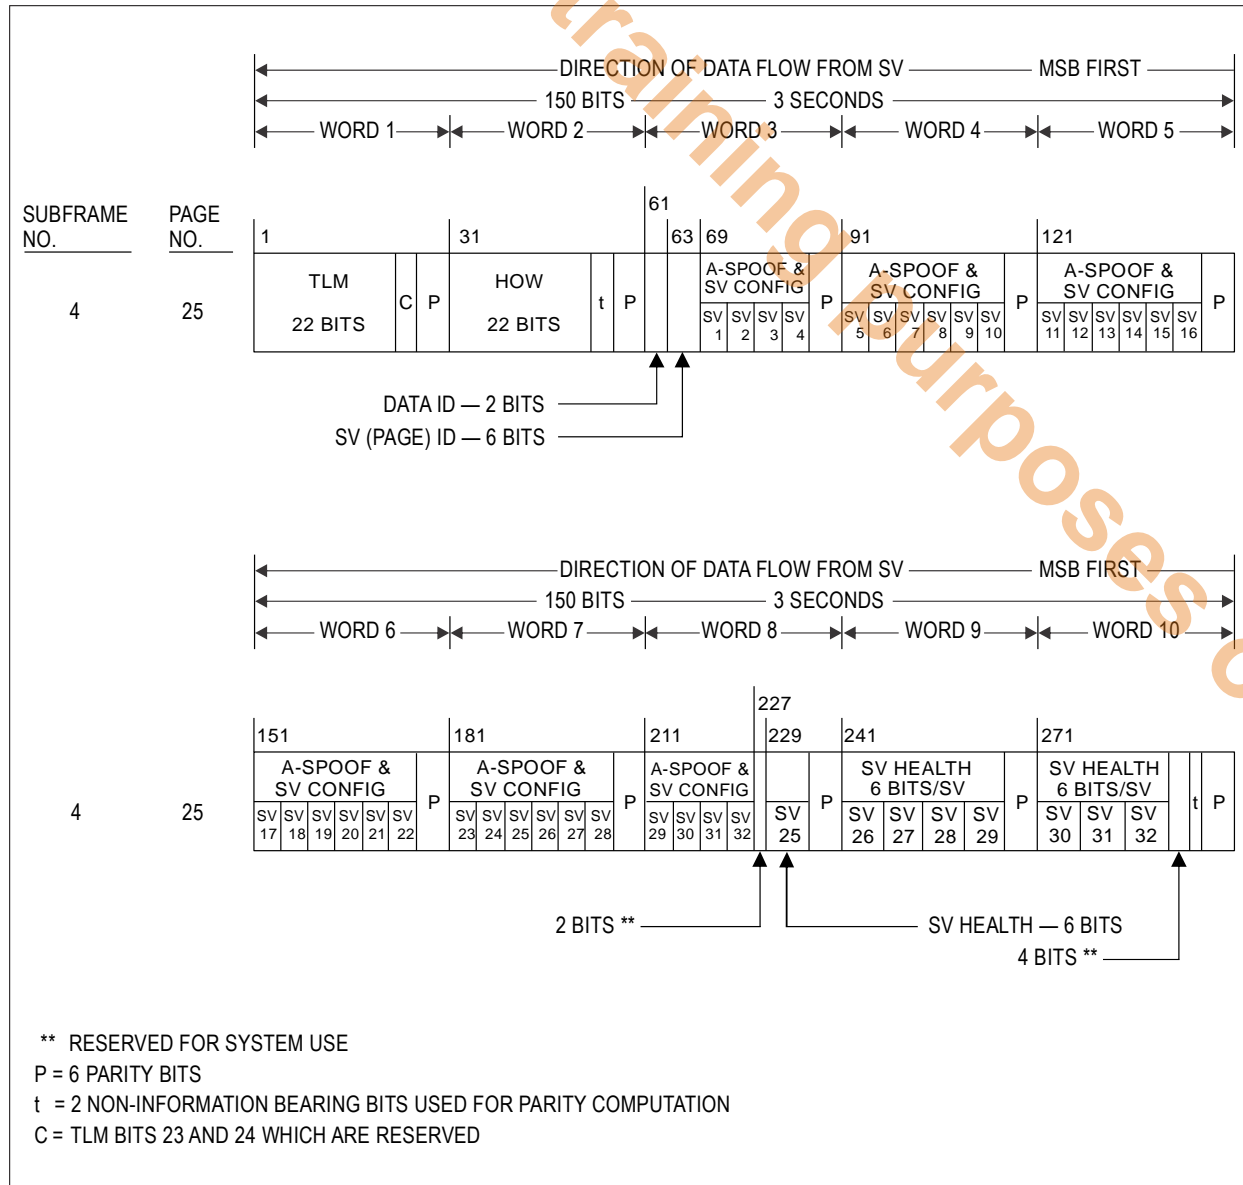 DIRECTION OF DATA FLOW FROM SV MSB FIRST
150 BITS 3 SECONDS
WORD 1 WORD 2 WORD 3 WORD 4 WORD 5
SUBFRAME NO. PAGE NO.
61
1 31 63 69 91 121
4 25
TLM 22 BITS C P
HOW 22 BITS t P
A-SPOOF & SV CONFIG
SV 1 SV 2 SV 3 SV 4 P
A-SPOOF & SV CONFIG
SV 5 SV 6 SV 7 SV 8 SV 9 SV 10 P
A-SPOOF & SV CONFIG
SV 11 SV 12 SV 13 SV 14 SV 15 SV 16 P
DATA ID — 2 BITS
SV (PAGE) ID — 6 BITS
DIRECTION OF DATA FLOW FROM SV MSB FIRST
150 BITS 3 SECONDS
WORD 6 WORD 7 WORD 8 WORD 9 WORD 10
227
151 181 211 229 241 271
4 25
A-SPOOF & SV CONFIG
SV 17 SV 18 SV 19 SV 20 SV 21 SV 22 P
A-SPOOF & SV CONFIG
SV 23 SV 24 SV 25 SV 26 SV 27 SV 28 P
A-SPOOF & SV CONFIG
SV 29 SV 30 SV 31 SV 32
SV 25 P
SV HEALTH 6 BITS/SV
SV 26 SV 27 SV 28 SV 29 P
SV HEALTH 6 BITS/SV
SV 30 SV 31 SV 32 t P
2 BITS **
SV HEALTH — 6 BITS
4 BITS **
** RESERVED FOR SYSTEM USE
P = 6 PARITY BITS
t = 2 NON-INFORMATION BEARING BITS USED FOR PARITY COMPUTATION
C = TLM BITS 23 AND 24 WHICH ARE RESERVED
training purposes